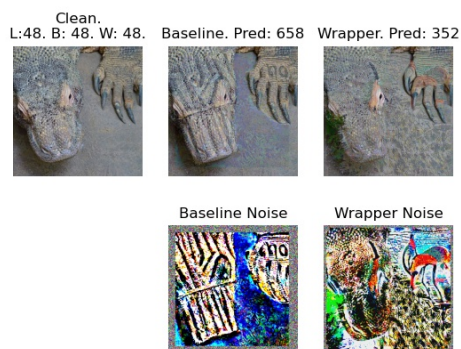 Clean.
L:48. B: 48. W: 48.
Baseline. Pred: 658
Wrapper. Pred: 352
Baseline Noise
Wrapper Noise